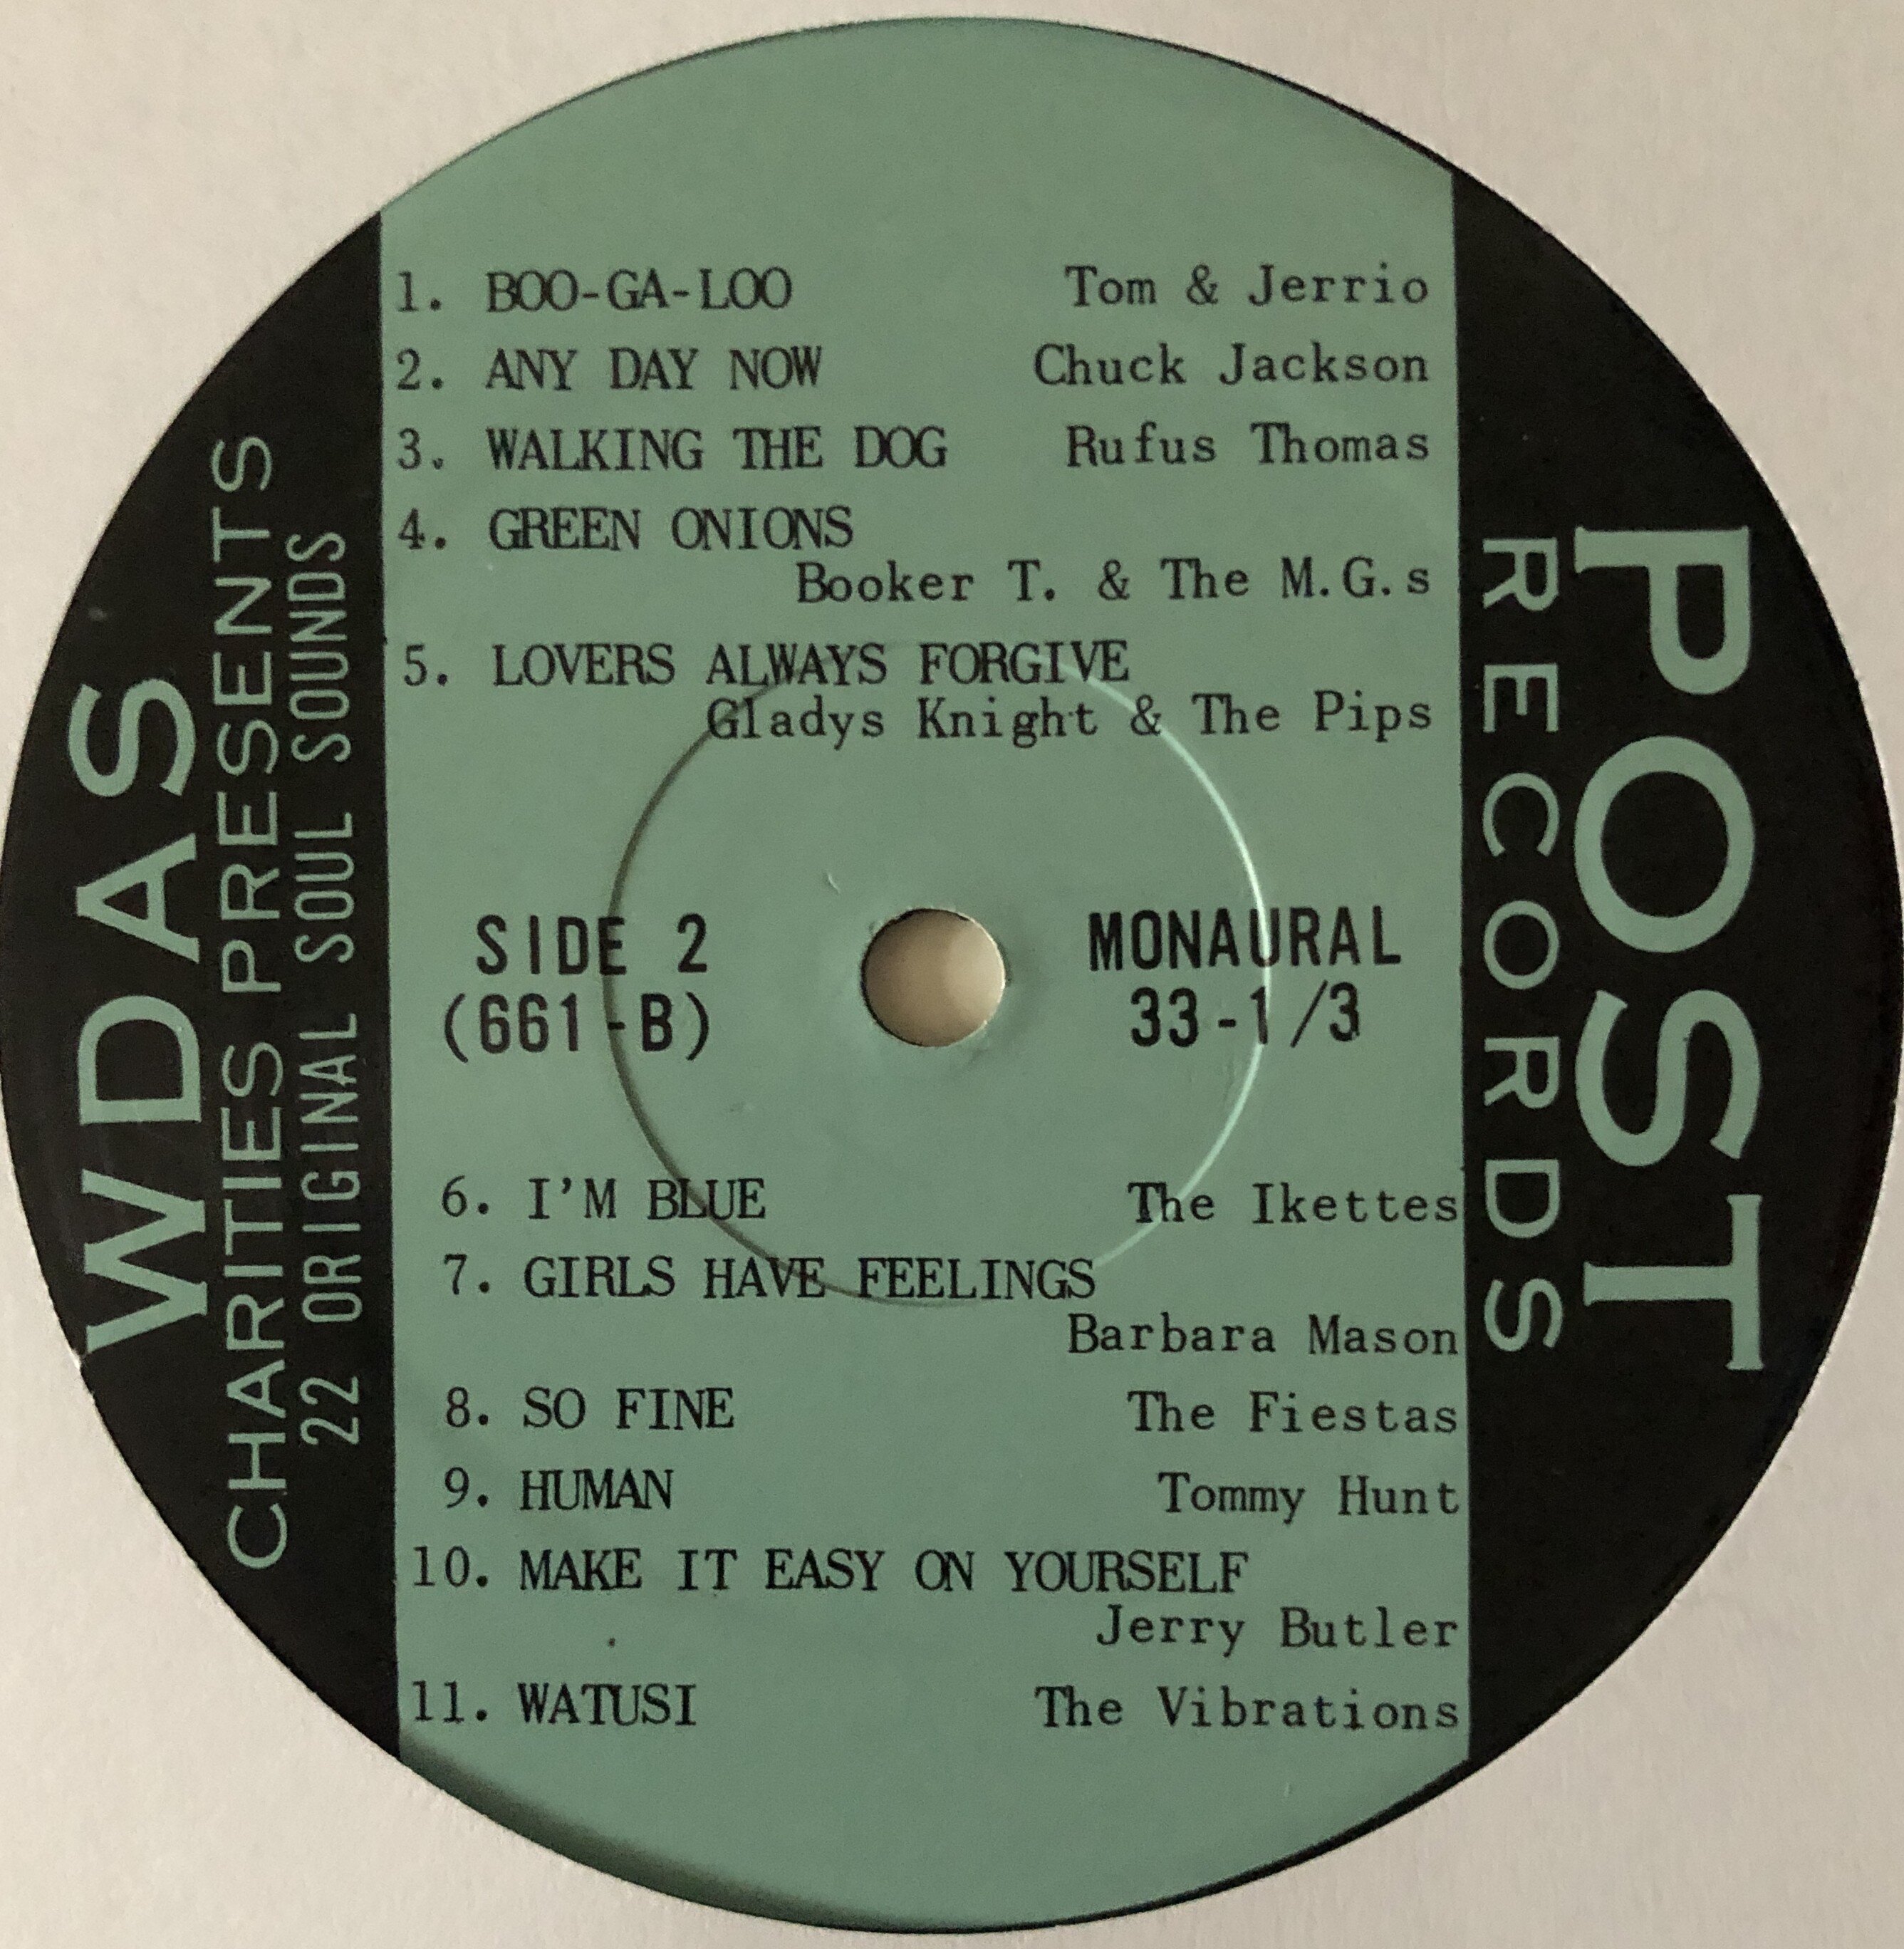 WDAS
CHARITIES PRESENTS
22 ORIGINAL SOUL SOUNDS
1. BOO-GA-LOO Tom & Jerrio
2. ANY DAY NOW Chuck Jackson
3. WALKING THE DOG Rufus Thomas
4. GREEN ONIONS
Booker T. & The M.G.s
5. LOVERS ALWAYS FORGIVE
Gladys Knight & The Pips
SIDE 2 MONAURAL
(661-B) 33-1/3
6. I'M BLUE The Ikettes
7. GIRLS HAVE FEELINGS
Barbara Mason
8. SO FINE The Fiestas
9. HUMAN Tommy Hunt
10. MAKE IT EASY ON YOURSELF
Jerry Butler
11. WATUSI The Vibrations
POST
RECORDS